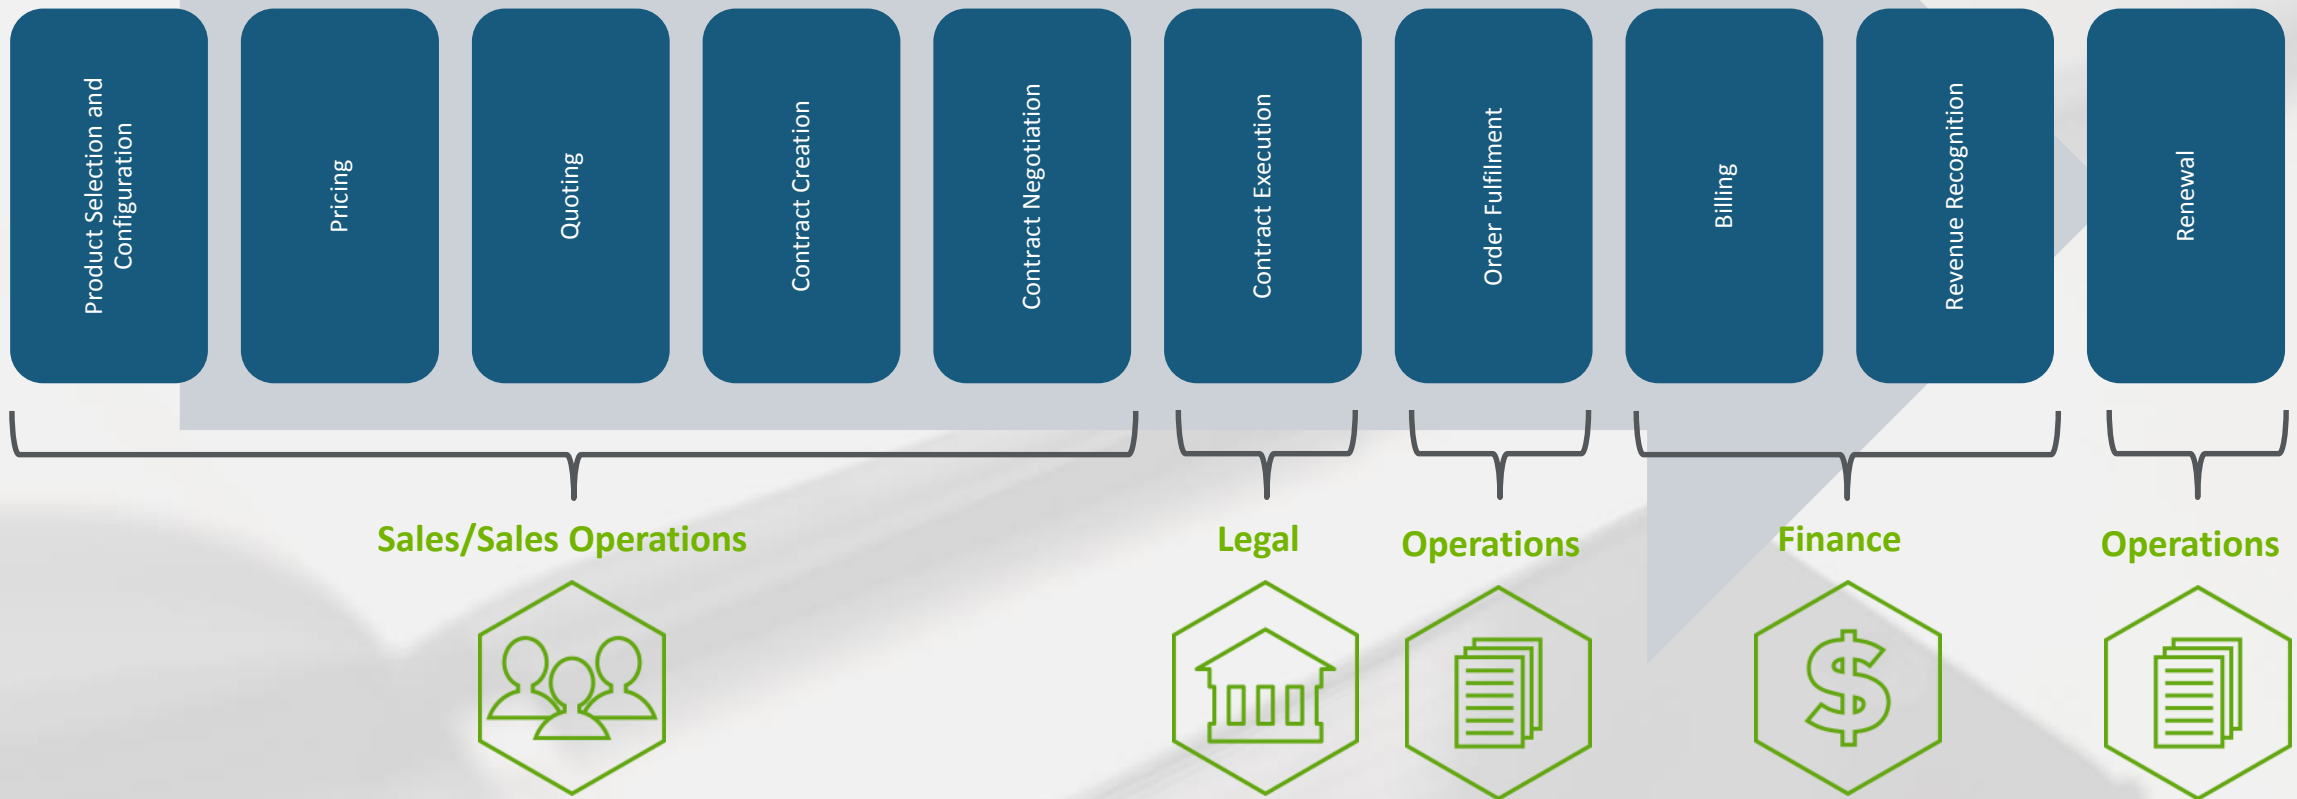 Product Selection and
Configuration
Pricing
Quoting
Contract Creation
Contract Negotiation
Contract Execution
Order Fulfilment
Billing
Revenue Recognition
Renewal
Sales/Sales Operations
Legal
Operations
Finance
Operations
$